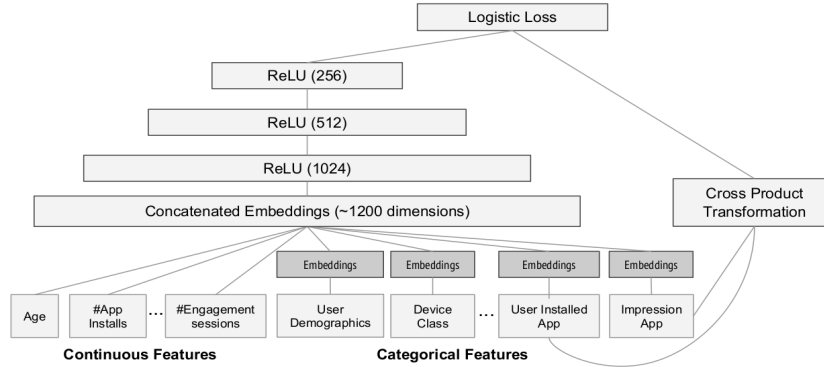 Logistic Loss
ReLU (256)
ReLU (512)
ReLU (1024)
Concatenated Embeddings (~1200 dimensions)
Cross Product
Transformation
Embeddings
Embeddings
Embeddings
Embeddings
Age
#App
Installs
...
#Engagement
sessions
User
Demographics
Device
Class
...
User Installed
App
Impression
App
Continuous Features
Categorical Features